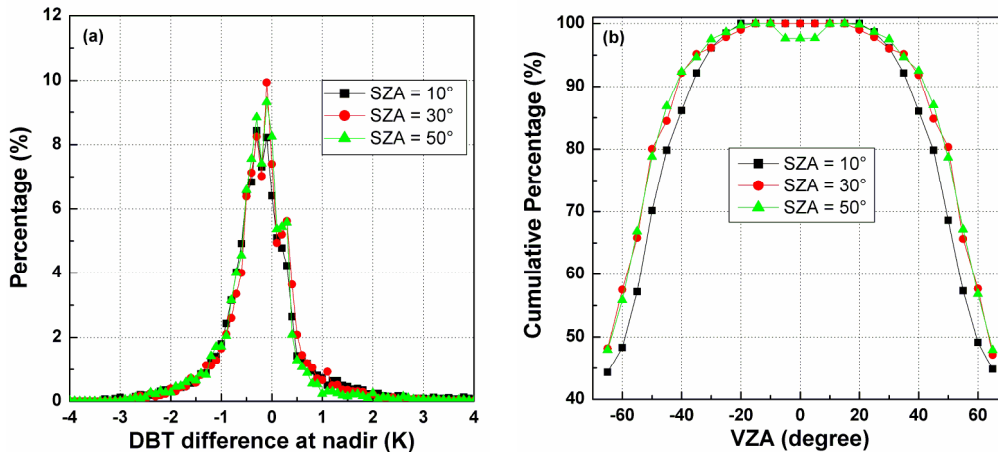 (a)
SZA = 10°
SZA = 30°
SZA = 50°
Percentage (%)
12
10
8
6
4
2
0
-4 -3 -2 -1 0 1 2 3 4
DBT difference at nadir (K)
(b)
SZA = 10°
SZA = 30°
SZA = 50°
Cumulative Percentage (%)
100
90
80
70
60
50
40
-60 -40 -20 0 20 40 60
VZA (degree)